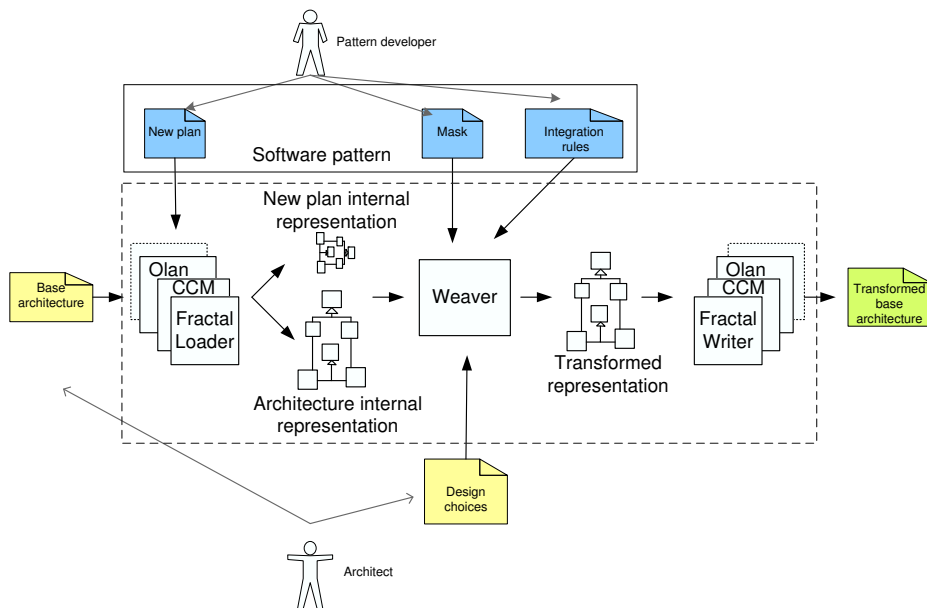 Pattern developer
New plan
Mask
Integration
rules
Software pattern
New plan internal
representation
Base
architecture
Olan
CCM
Fractal
Loader
Weaver
Olan
CCM
Fractal
Writer
Transformed
base
architecture
Transformed
representation
Architecture internal
representation
Design
choices
Architect